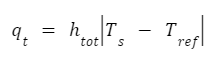 q_t = h_tot|T_s − T_ref|